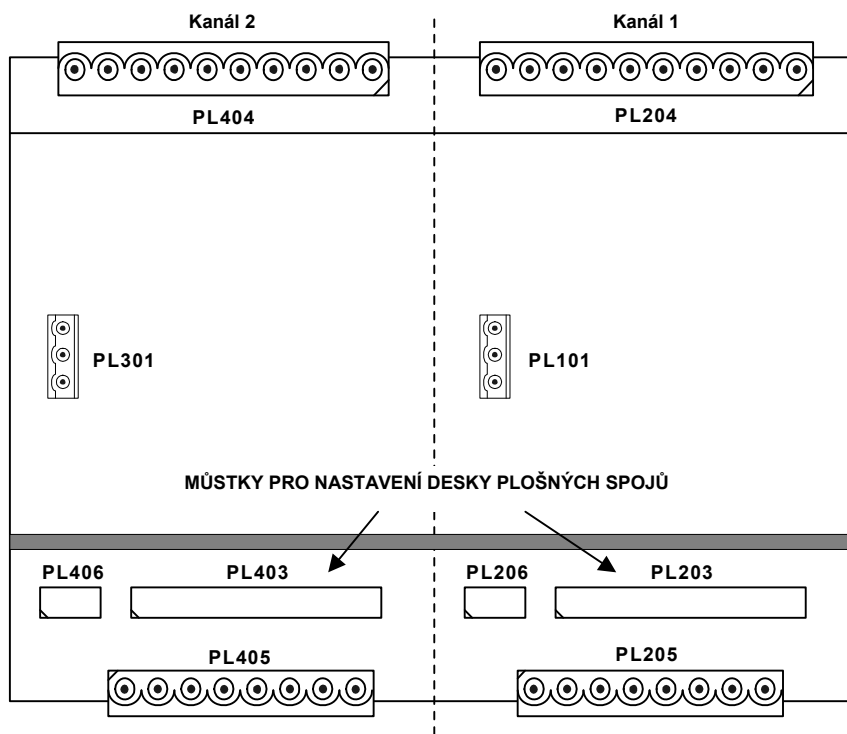 Kanál 2
Kanál 1
PL404
PL204
PL301
PL101
MŮSTKY PRO NASTAVENÍ DESKY PLOŠNÝCH SPOJŮ
PL406
PL403
PL206
PL203
PL405
PL205